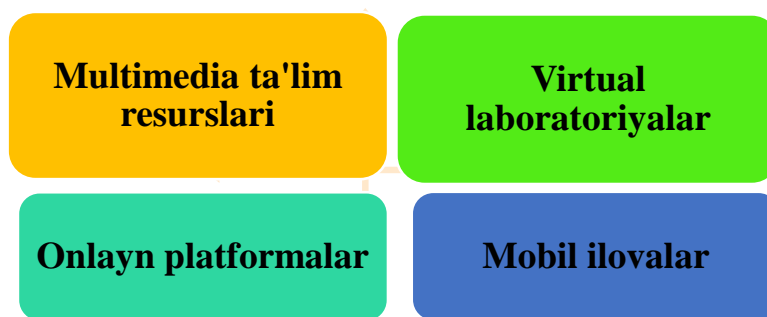 Multimedia ta'lim
resurslari
Virtual
laboratoriyalar
Onlayn platformalar
Mobil ilovalar